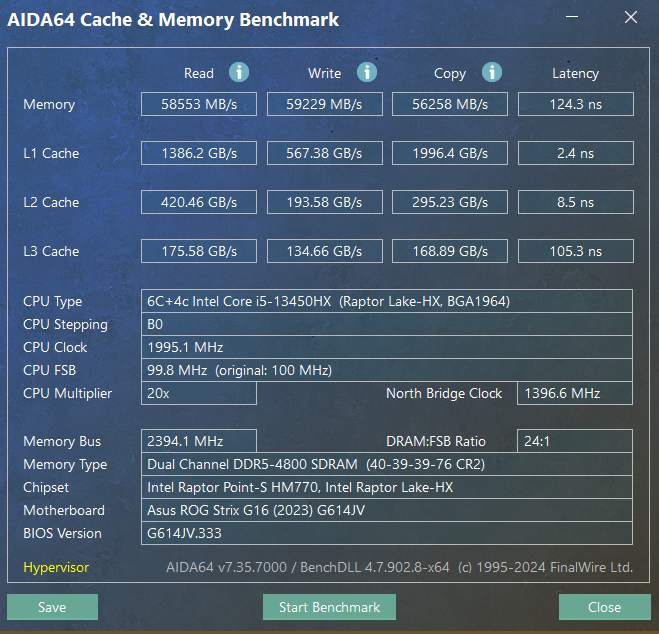 AIDA64 Cache & Memory Benchmark
Read Write Copy Latency
Memory 58553 MB/s 59229 MB/s 56258 MB/s 124.3 ns
L1 Cache 1386.2 GB/s 567.38 GB/s 1996.4 GB/s 2.4 ns
L2 Cache 420.46 GB/s 193.58 GB/s 295.23 GB/s 8.5 ns
L3 Cache 175.58 GB/s 134.66 GB/s 168.89 GB/s 105.3 ns
CPU Type 6C+4c Intel Core i5-13450HX (Raptor Lake-HX, BGA1964)
CPU Stepping B0
CPU Clock 1995.1 MHz
CPU FSB 99.8 MHz (original: 100 MHz)
CPU Multiplier 20x North Bridge Clock 1396.6 MHz
Memory Bus 2394.1 MHz DRAM:FSB Ratio 24:1
Memory Type Dual Channel DDR5-4800 SDRAM (40-39-39-76 CR2)
Chipset Intel Raptor Point-S HM770, Intel Raptor Lake-HX
Motherboard Asus ROG Strix G16 (2023) G614JV
BIOS Version G614JV.333
Hypervisor AIDA64 v7.35.7000 / BenchDLL 4.7.902.8-x64 (c) 1995-2024 FinalWire Ltd.
Save Start Benchmark Close